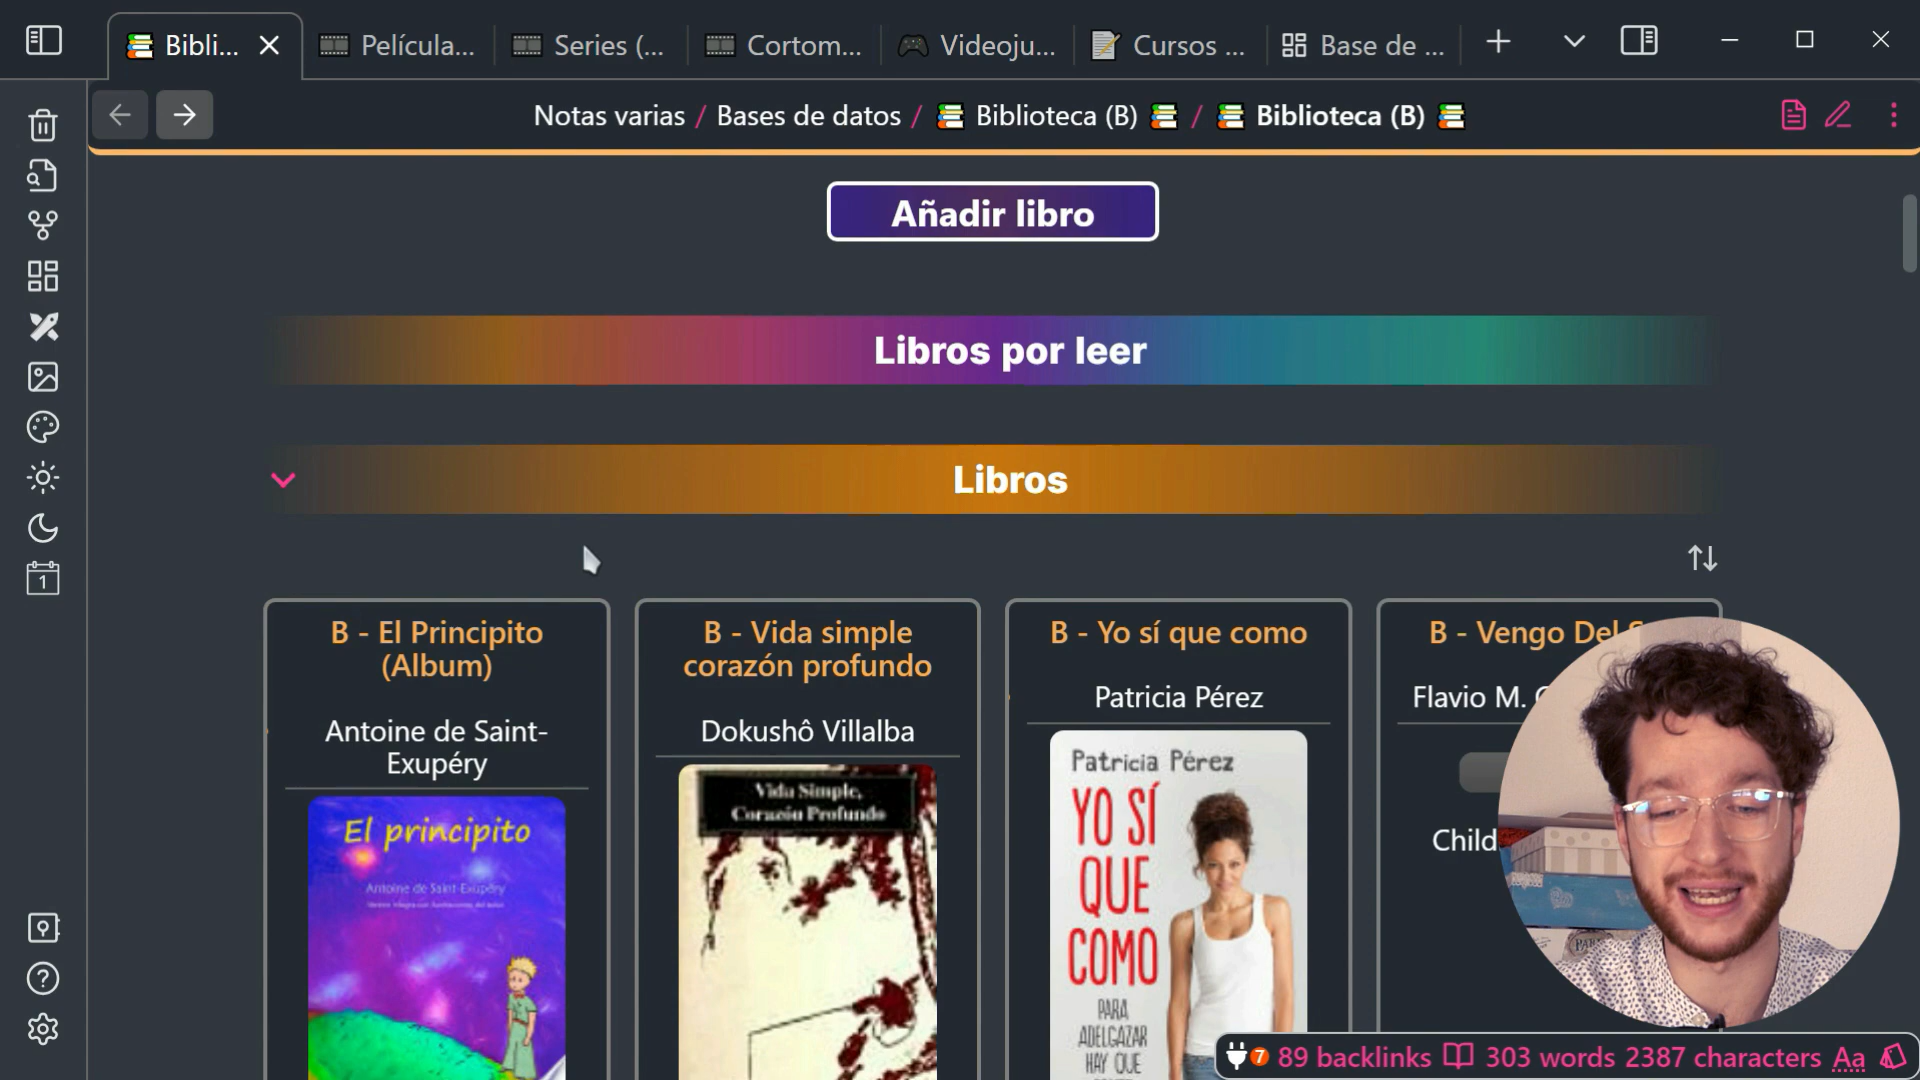 Bibli...
Película...
Series (...
Cortom...
Videoju...
Cursos ...
Base de ...
Notas varias / Bases de datos / Biblioteca (B) / Biblioteca (B)
Añadir libro
Libros por leer
Libros
B - El Principito
(Album)
Antoine de Saint-
Exupéry
El principito
Antoine de Saint-Exupéry
B - Vida simple
corazón profundo
Dokushô Villalba
Vida Simple,
Corazón Profundo
B - Yo sí que como
Patricia Pérez
Patricia Pérez
YO SÍ
QUE
COMO
PARA
ADELGAZAR
HAY QUE
B - Vengo Del S
Flavio M.
Child
1
7 89 backlinks 303 words 2387 characters Aa